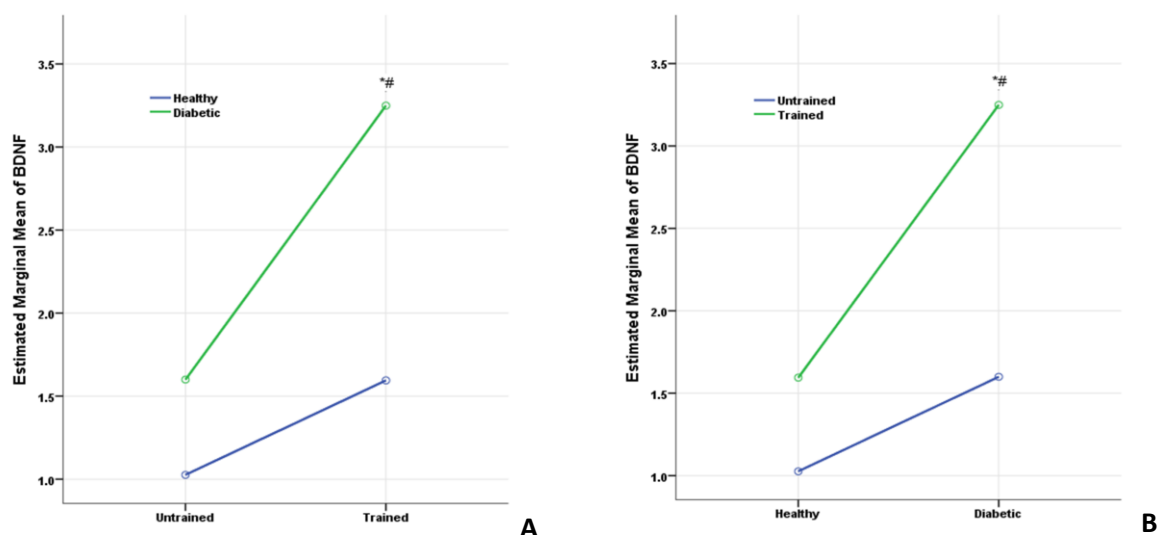 Estimated Marginal Mean of BDNF
3.5
3.0
2.5
2.0
1.5
1.0
Healthy
Diabetic
*#
Untrained
Trained
A
Estimated Marginal Mean of BDNF
3.5
3.0
2.5
2.0
1.5
1.0
Untrained
Trained
*#
Healthy
Diabetic
B